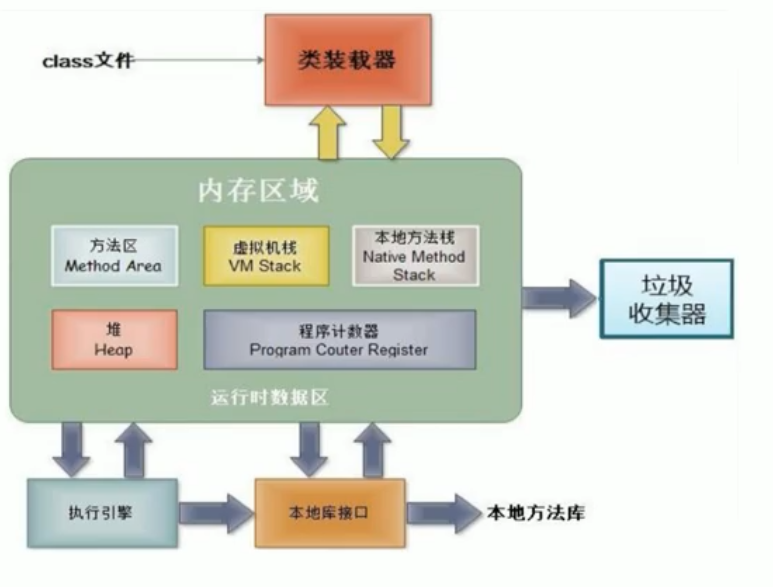 class文件
类装载器
内存区域
方法区
Method Area
虚拟机栈
VM Stack
本地方法栈
Native Method
Stack
堆
Heap
程序计数器
Program Couter Register
运行时数据区
垃圾
收集器
执行引擎
本地库接口
本地方法库